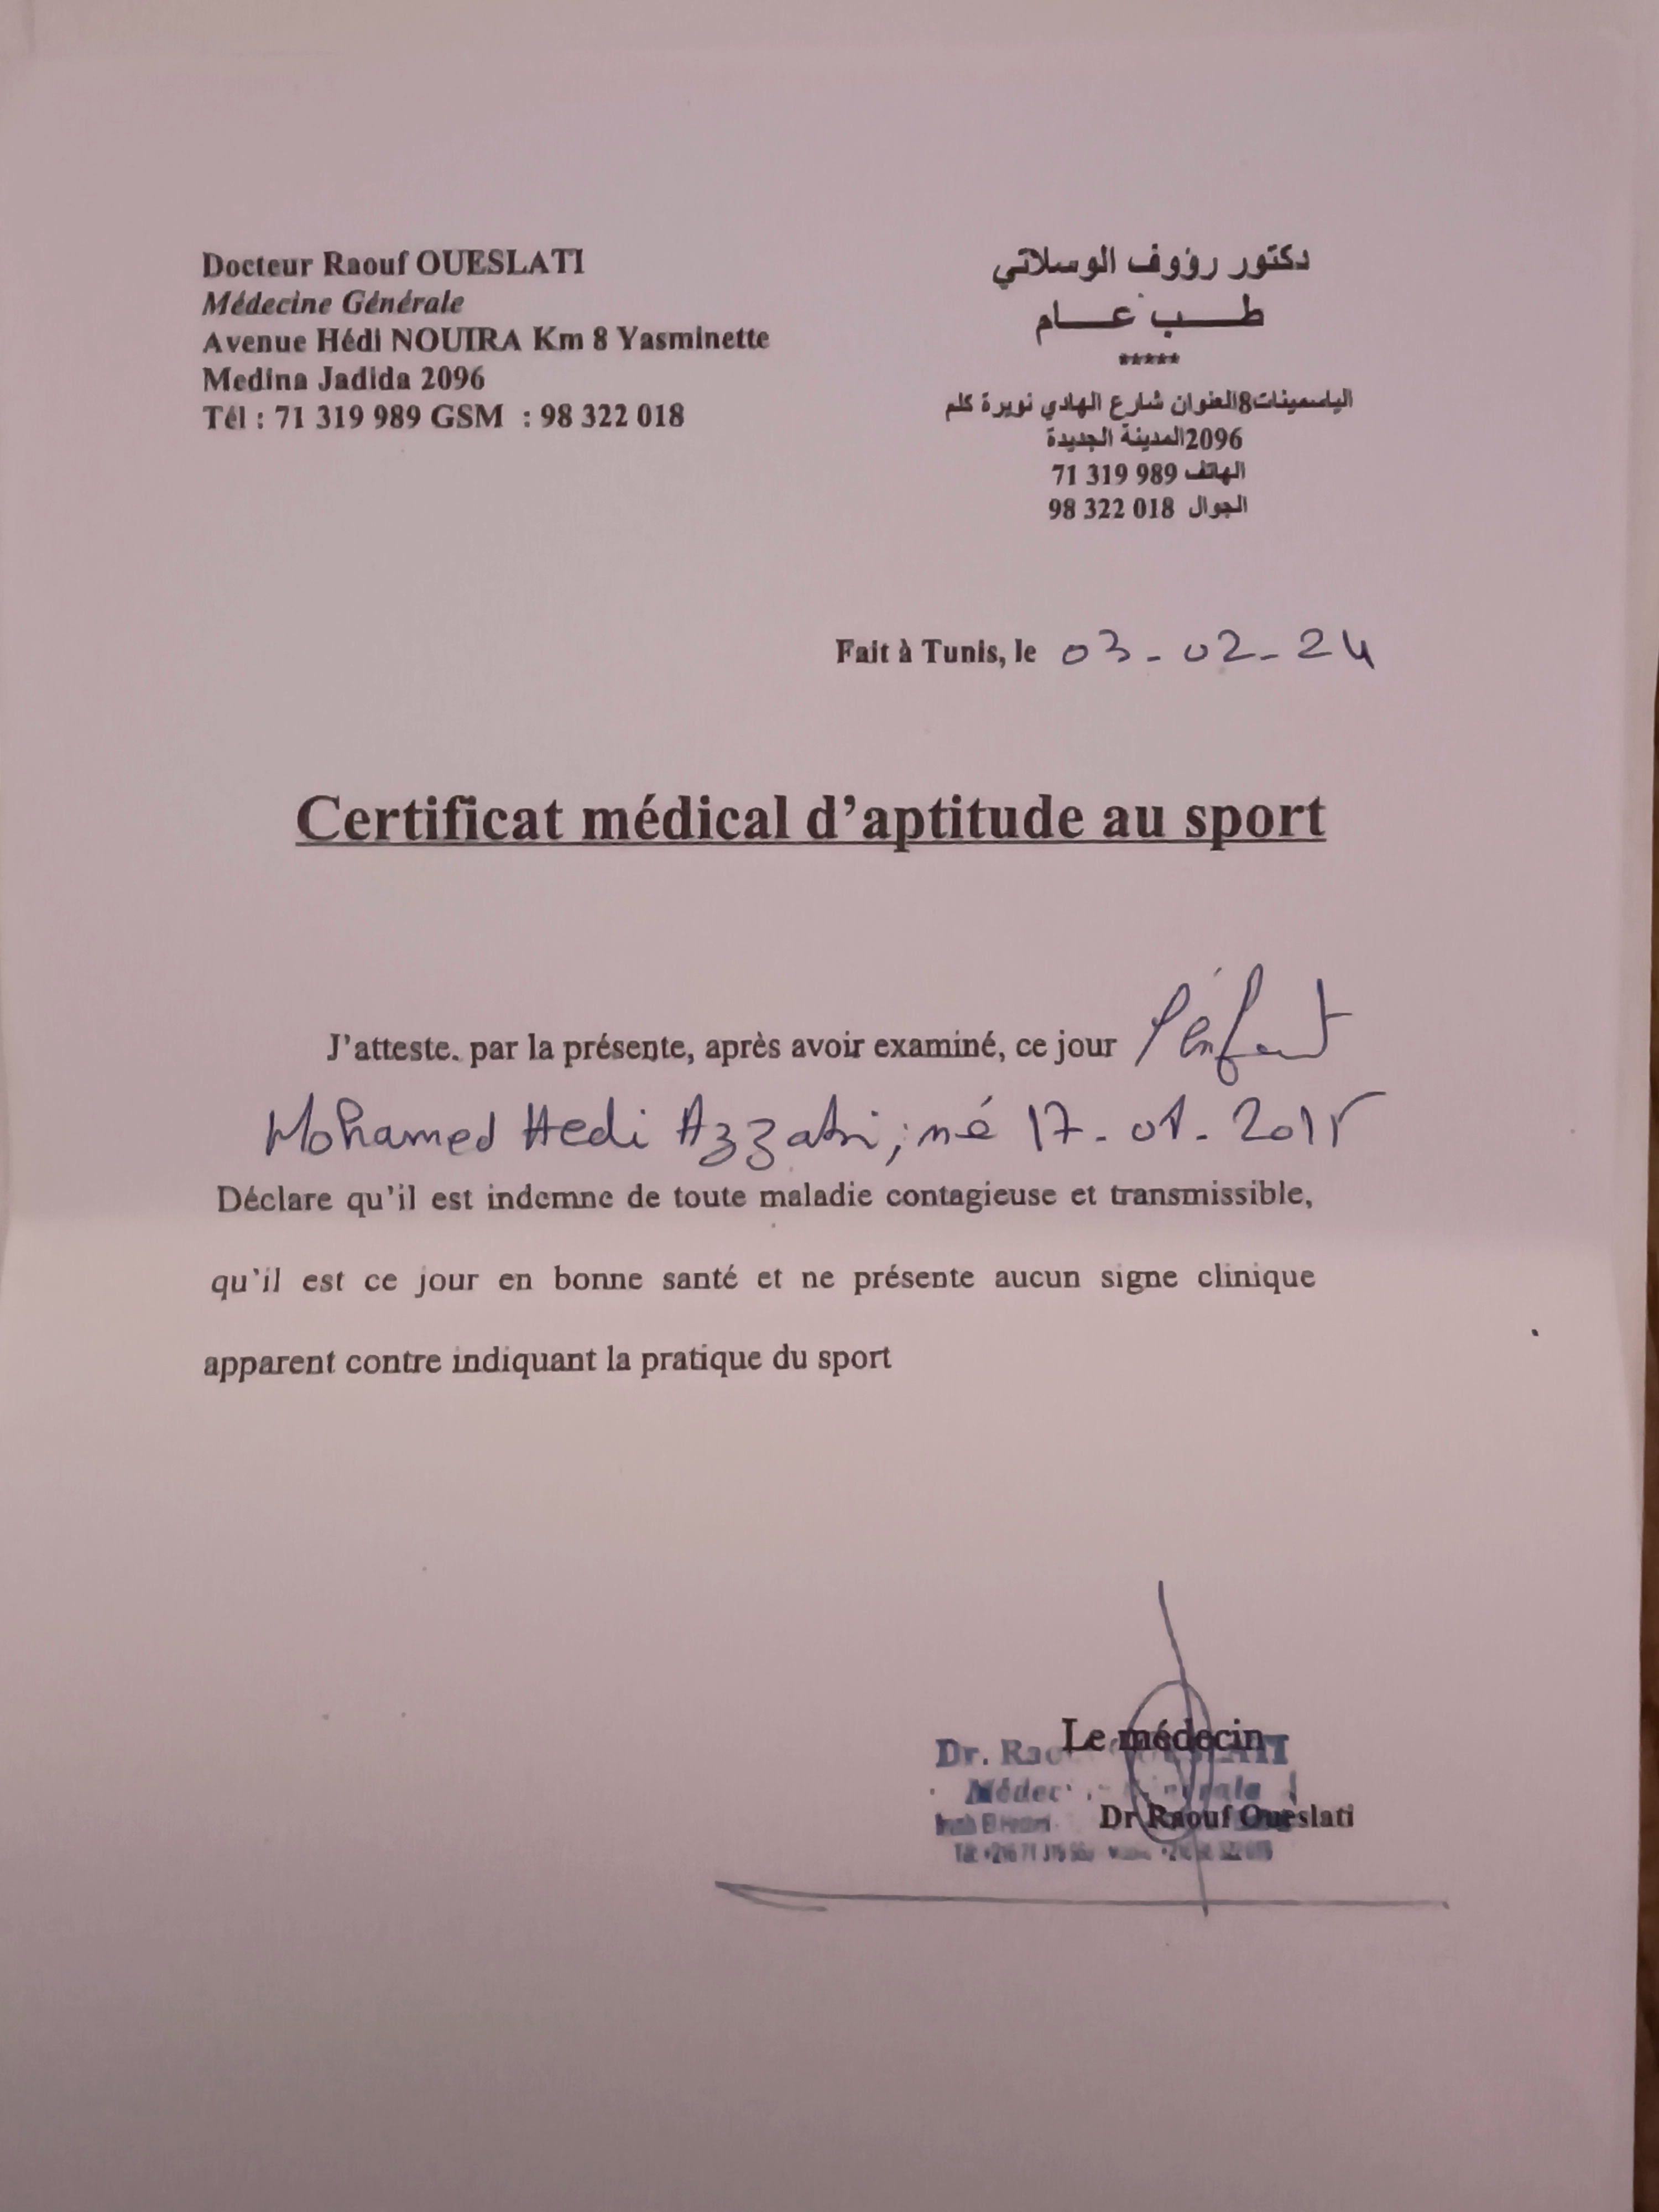 Docteur Raouf OUESLATI
Médecine Générale
Avenue Hédi NOUIRA Km 8 Yasminette
Medina Jadida 2096
Tél : 71 319 989 GSM : 98 322 018
دكتور رؤوف الوسلاتي
طـــب عـــام
*****
الياسمينات8العنوان شارع الهادي نويرة كلم
2096المدينة الجديدة
الهاتف 71 319 989
الجوال 98 322 018
Fait à Tunis, le 03-02-24
Certificat médical d'aptitude au sport
J'atteste. par la présente, après avoir examiné, ce jour l'énfant
Mohamed Hedi Azzabi; né 17-01-2015
Déclare qu'il est indemne de toute maladie contagieuse et transmissible,
qu'il est ce jour en bonne santé et ne présente aucun signe clinique
apparent contre indiquant la pratique du sport
Le médecin
Dr Raouf Oueslati